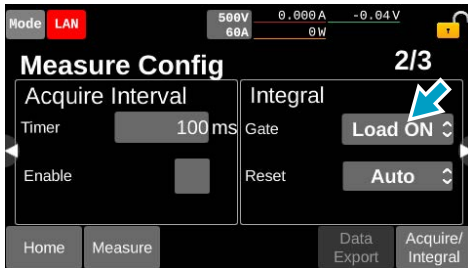 Mode LAN 500V 0.000A -0.04V
60A 0W
Measure Config 2/3
Acquire Interval Integral
Timer 100 ms Gate Load ON
Enable Reset Auto
Home Measure Data Export Acquire/ Integral